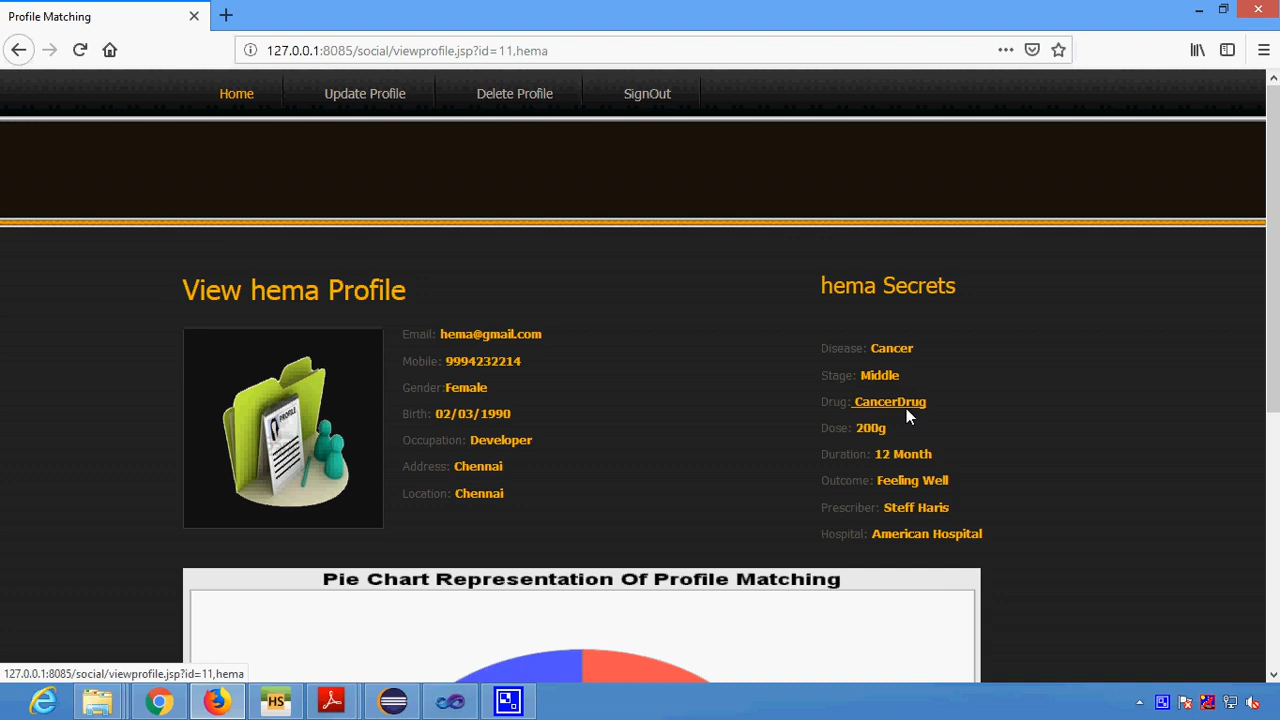 Profile Matching
127.0.0.1:8085/social/viewprofile.jsp?id=11,hema
Home Update Profile Delete Profile SignOut
View hema Profile
Email: hema@gmail.com
Mobile: 9994232214
Gender:Female
Birth: 02/03/1990
Occupation: Developer
Address: Chennai
Location: Chennai
hema Secrets
Disease: Cancer
Stage: Middle
Drug: CancerDrug
Dose: 200g
Duration: 12 Month
Outcome: Feeling Well
Prescriber: Steff Haris
Hospital: American Hospital
Pie Chart Representation Of Profile Matching
127.0.0.1:8085/social/viewprofile.jsp?id=11,hema
HS